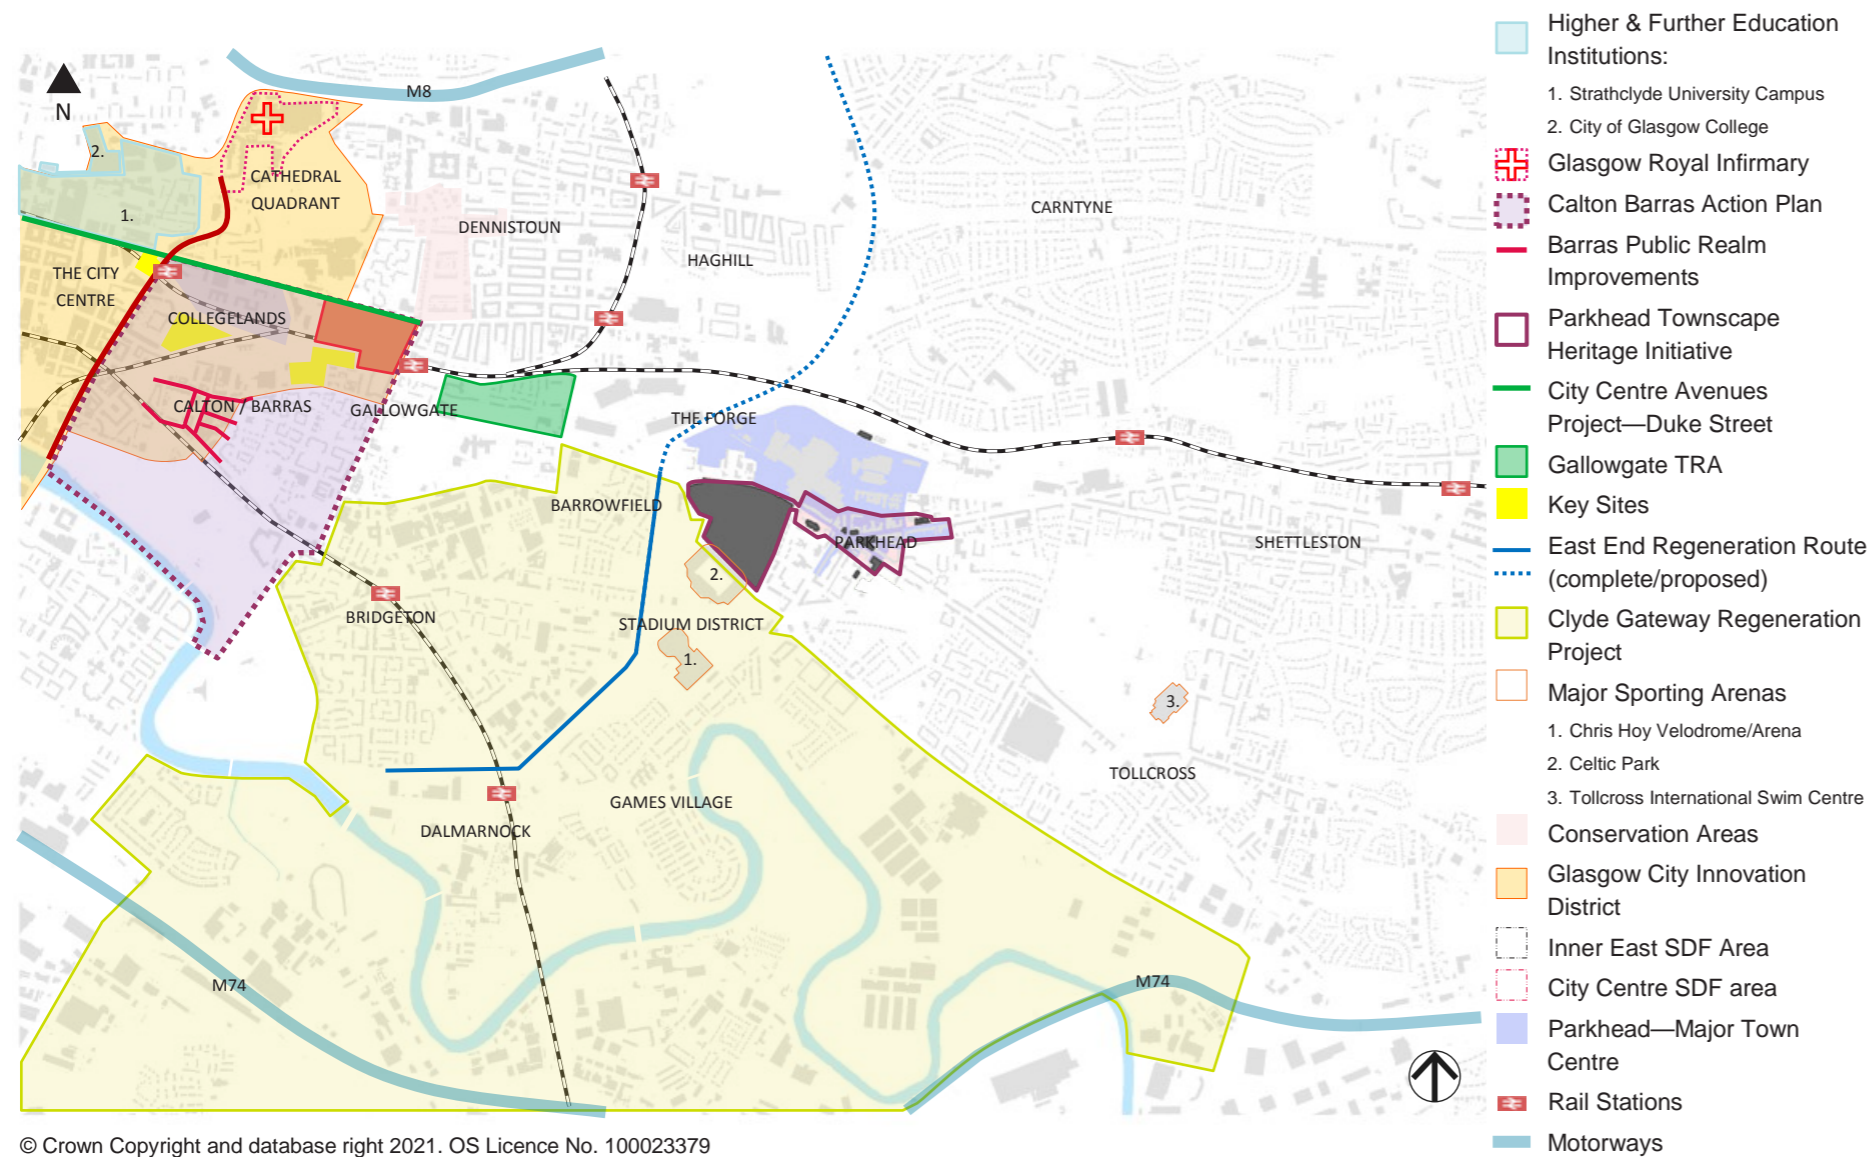 M8
N
2.
CATHEDRAL
QUADRANT
1.
DENNISTOUN
CARNTYNE
HAGHILL
THE CITY
CENTRE
COLLEGELANDS
CALTON / BARRAS
GALLOWGATE
THE FORGE
BARROWFIELD
PARKHEAD
SHETTLESTON
2.
BRIDGETON
STADIUM DISTRICT
1.
3.
TOLLCROSS
GAMES VILLAGE
DALMARNOCK
M74
M74
Higher & Further Education
Institutions:
1. Strathclyde University Campus
2. City of Glasgow College
Glasgow Royal Infirmary
Calton Barras Action Plan
Barras Public Realm
Improvements
Parkhead Townscape
Heritage Initiative
City Centre Avenues
Project—Duke Street
Gallowgate TRA
Key Sites
East End Regeneration Route
(complete/proposed)
Clyde Gateway Regeneration
Project
Major Sporting Arenas
1. Chris Hoy Velodrome/Arena
2. Celtic Park
3. Tollcross International Swim Centre
Conservation Areas
Glasgow City Innovation
District
Inner East SDF Area
City Centre SDF area
Parkhead—Major Town
Centre
Rail Stations
Motorways
© Crown Copyright and database right 2021. OS Licence No. 100023379